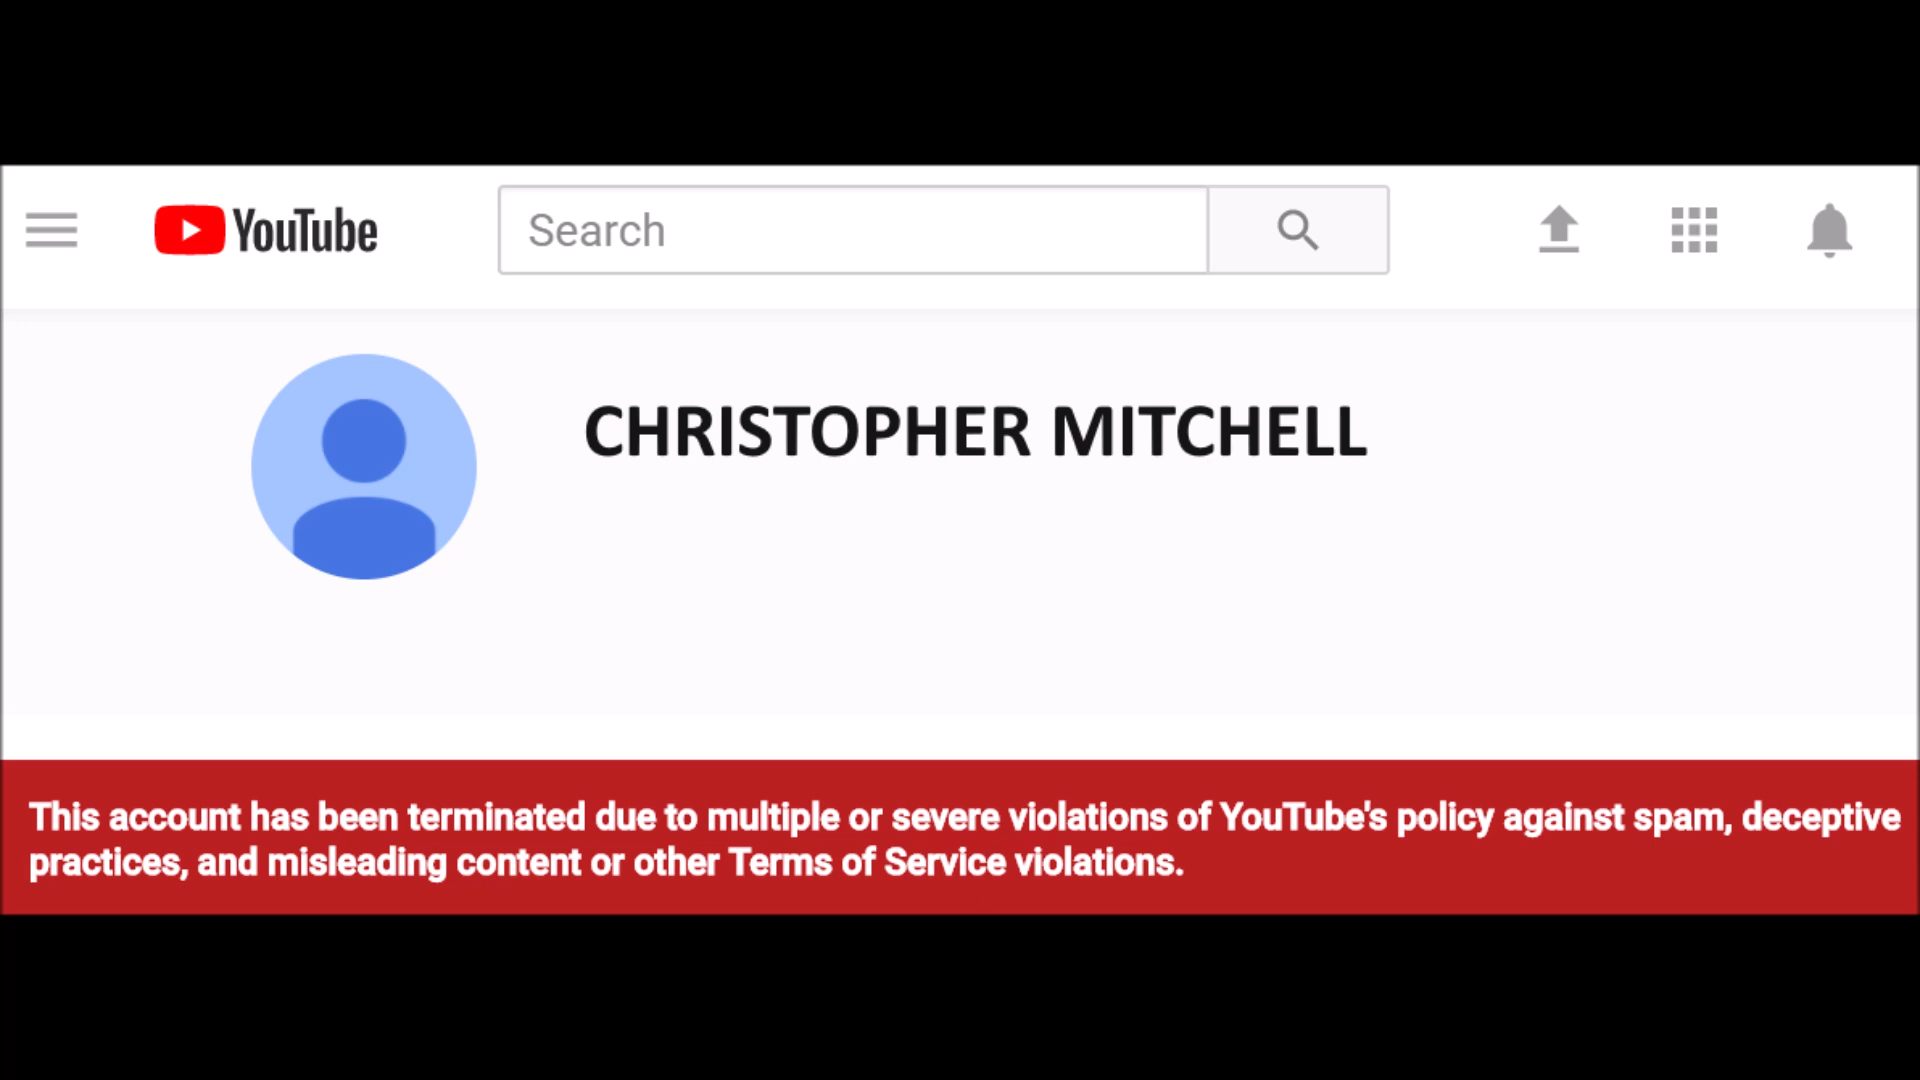 YouTube
Search
CHRISTOPHER MITCHELL
This account has been terminated due to multiple or severe violations of YouTube's policy against spam, deceptive
practices, and misleading content or other Terms of Service violations.